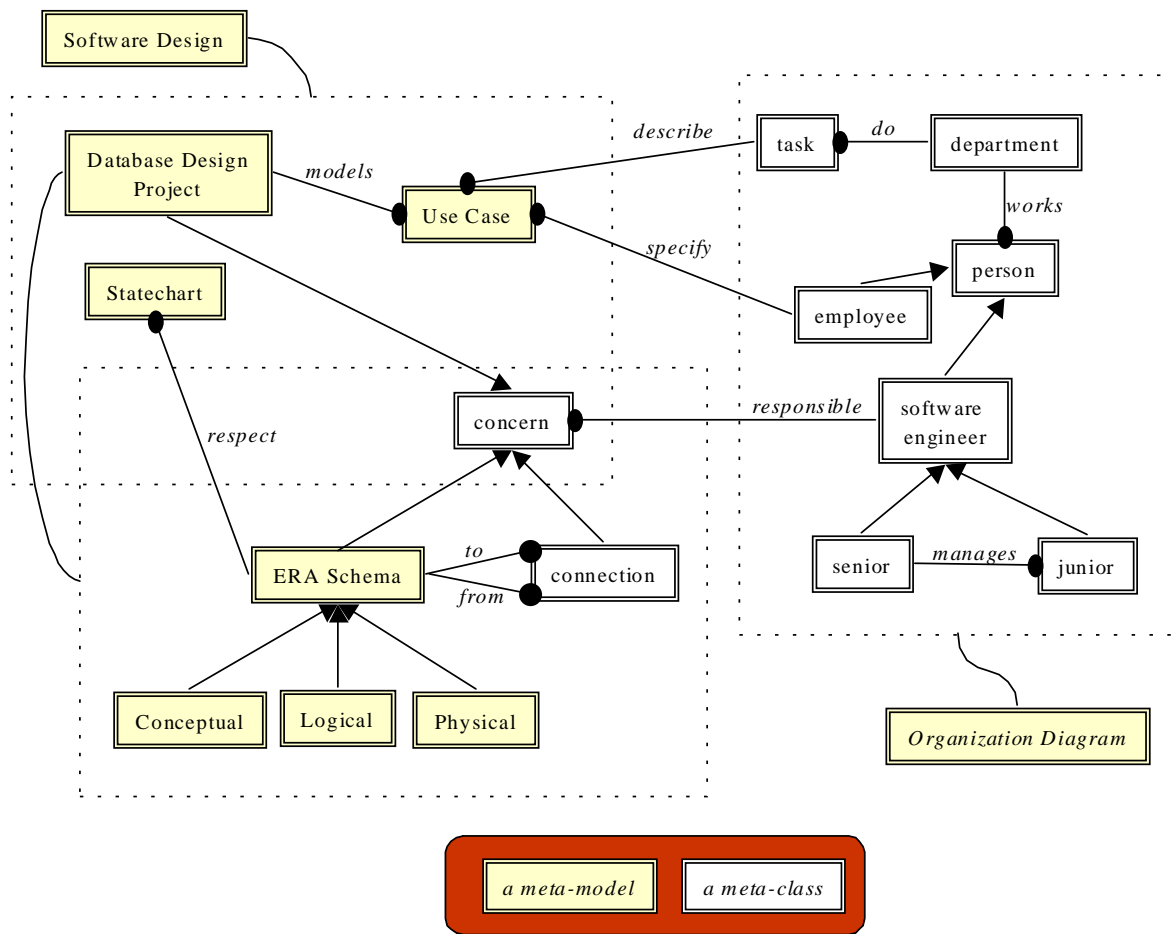 Software Design
Database Design
Project
models
Use Case
describe
task
do
department
works
specify
person
Statechart
employee
respect
concern
responsible
software
engineer
ERA Schema
to
from
connection
senior
manages
junior
Conceptual
Logical
Physical
Organization Diagram
a meta-model
a meta-class